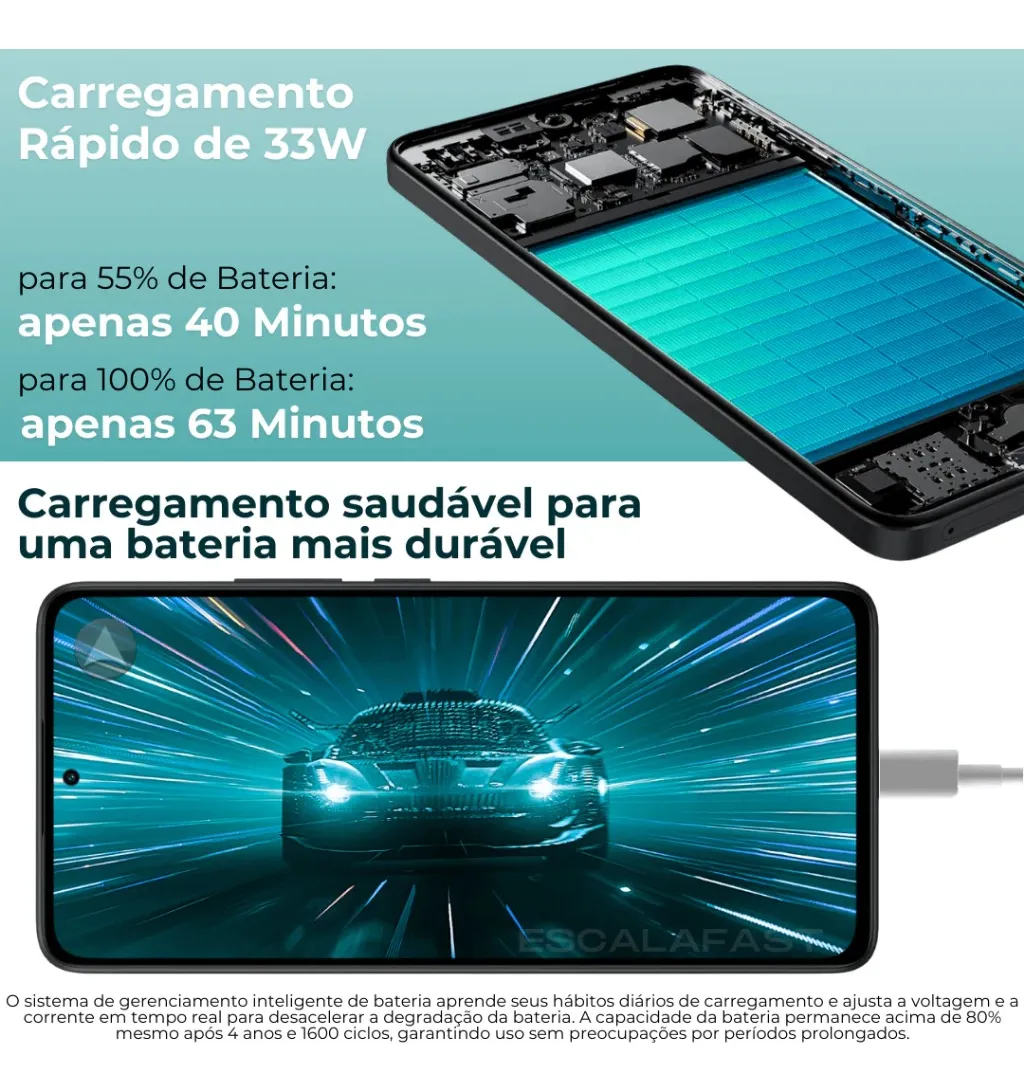 Carregamento
Rápido de 33W
para 55% de Bateria:
apenas 40 Minutos
para 100% de Bateria:
apenas 63 Minutos
Carregamento saudável para
uma bateria mais durável
ESCALAFAST
O sistema de gerenciamento inteligente de bateria aprende seus hábitos diários de carregamento e ajusta a voltagem e a
corrente em tempo real para desacelerar a degradação da bateria. A capacidade da bateria permanece acima de 80%
mesmo após 4 anos e 1600 ciclos, garantindo uso sem preocupações por períodos prolongados.